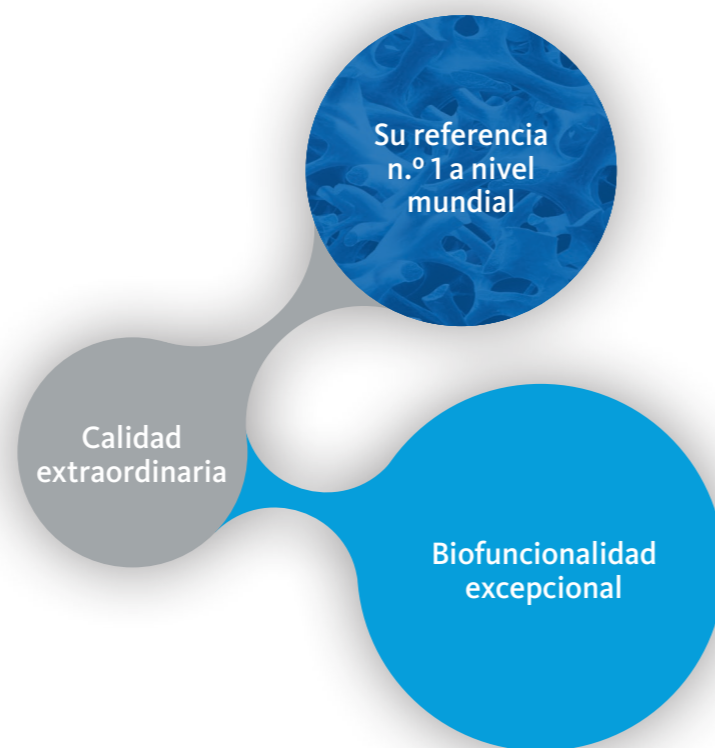 Su referencia
n.º 1 a nivel
mundial
Calidad
extraordinaria
Biofuncionalidad
excepcional